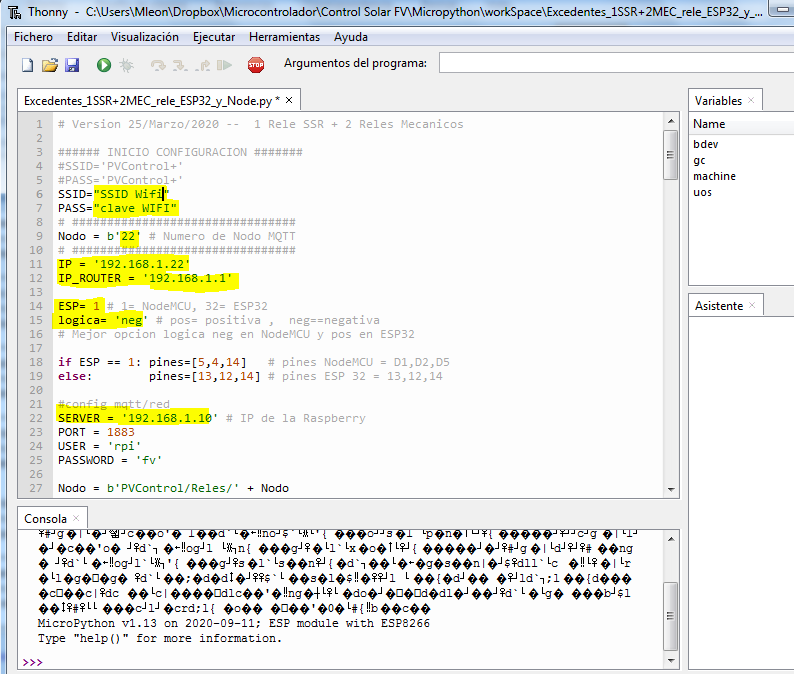 Thonny - C:\Users\Mleon\Dropbox\Microcontrolador\Control Solar FV\Micropython\workSpace\Excedentes_1SSR+2MEC_rele_ESP32_y_...
Fichero Editar Visualización Ejecutar Herramientas Ayuda
STOP Argumentos del programa:
Excedentes_1SSR+2MEC_rele_ESP32_y_Node.py * ×
1 # Version 25/Marzo/2020 -- 1 Rele SSR + 2 Reles Mecanicos
2
3 ###### INICIO CONFIGURACION #######
4 #SSID='PVControl+'
5 #PASS='PVControl+'
6 SSID="SSID Wifi"
7 PASS="clave WIFI"
8 # ################################
9 Nodo = b'22' # Numero de Nodo MQTT
10 # ################################
11 IP = '192.168.1.22'
12 IP_ROUTER = '192.168.1.1'
13
14 ESP= 1 # 1= NodeMCU, 32= ESP32
15 logica= 'neg' # pos= positiva , neg==negativa
16 # Mejor opcion logica neg en NodeMCU y pos en ESP32
17
18 if ESP == 1: pines=[5,4,14] # pines NodeMCU = D1,D2,D5
19 else: pines=[13,12,14] # pines ESP 32 = 13,12,14
20
21 #config mqtt/red
22 SERVER = '192.168.1.10' # IP de la Raspberry
23 PORT = 1883
24 USER = 'rpi'
25 PASSWORD = 'fv'
26
27 Nodo = b'PVControl/Reles/' + Nodo
Variables ×
Name
bdev
gc
machine
uos
Asistente ×
Consola ×
MicroPython v1.13 on 2020-09-11; ESP module with ESP8266
Type "help()" for more information.
>>>